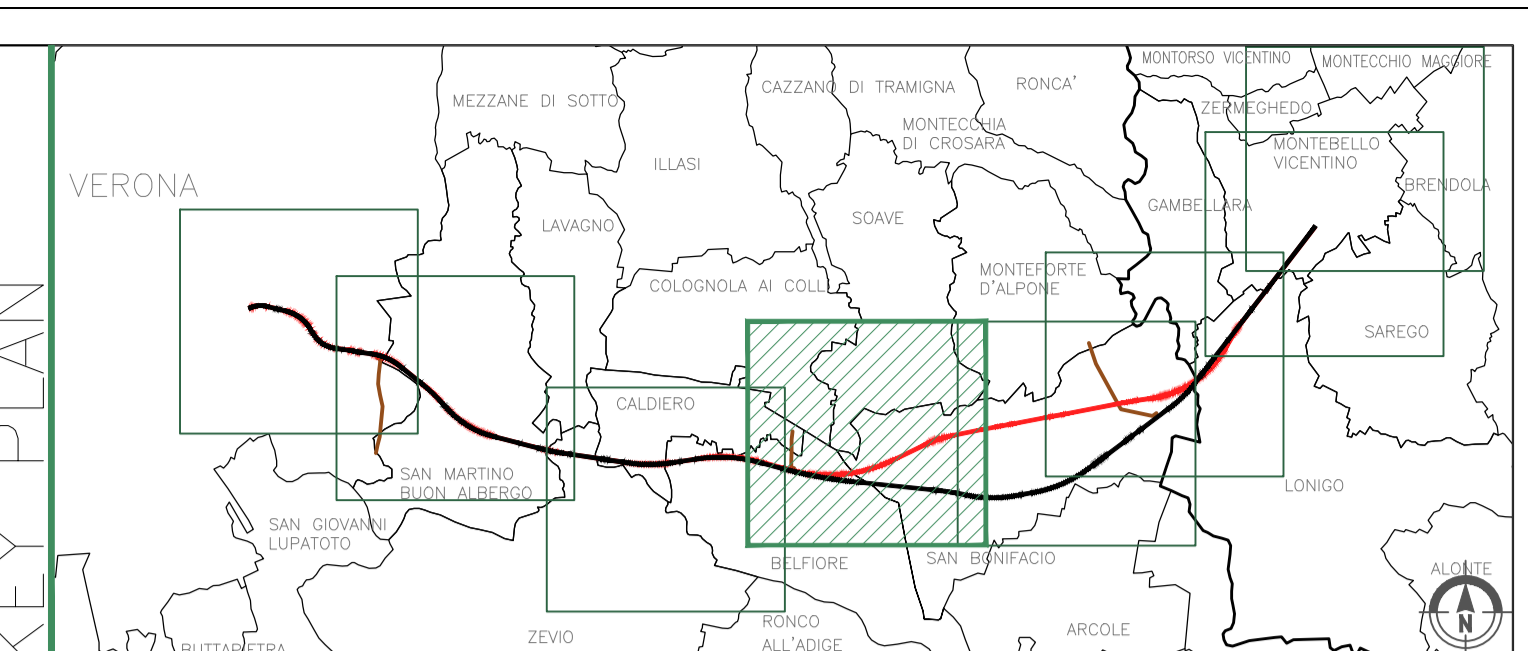 KEY PLAN
MONTORSO VICENTINO
MONTECCHIO MAGGIORE
MEZZANE DI SOTTO
CAZZANO DI TRAMIGNA
RONCA'
ZERMEGHEDO
MONTECCHIA
DI CROSARA
MONTEBELLO
VICENTINO
ILLASI
VERONA
BRENDOLA
LAVAGNO
SOAVE
GAMBELLARA
MONTEFORTE
D'ALPONE
COLOGNOLA AI COLLI
SAREGO
CALDIERO
SAN MARTINO
BUON ALBERGO
LONIGO
SAN GIOVANNI
LUPATOTO
BELFIORE
SAN BONIFACIO
ALONTE
RONCO
ALL'ADIGE
ZEVIO
ARCOLE
BUTTAPIETRA
N